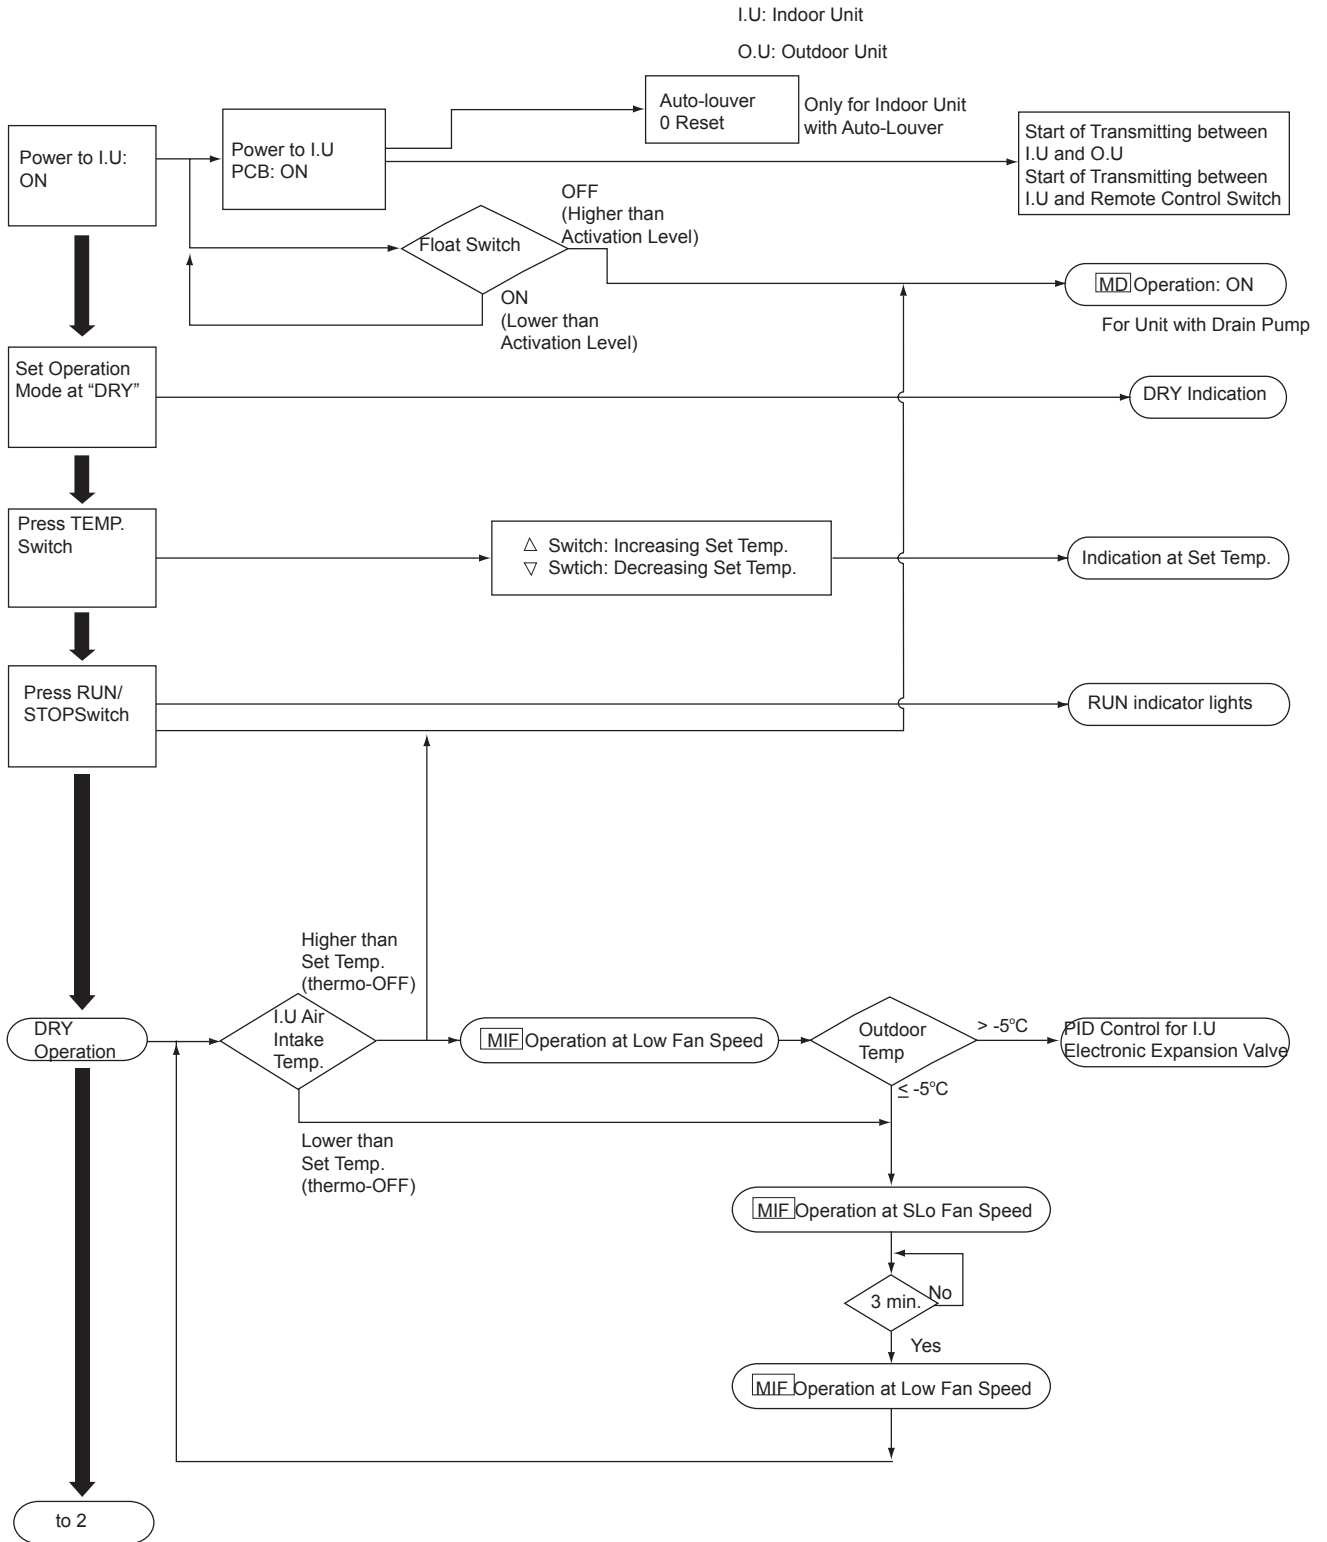 I.U: Indoor Unit
O.U: Outdoor Unit
Auto-louver
0 Reset
Only for Indoor Unit
with Auto-Louver
Power to I.U:
ON
Power to I.U
PCB: ON
Start of Transmitting between
I.U and O.U
Start of Transmitting between
I.U and Remote Control Switch
OFF
(Higher than
Activation Level)
Float Switch
ON
(Lower than
Activation Level)
MD Operation: ON
For Unit with Drain Pump
Set Operation
Mode at “DRY”
DRY Indication
Press TEMP.
Switch
△ Switch: Increasing Set Temp.
▽ Swtich: Decreasing Set Temp.
Indication at Set Temp.
Press RUN/
STOPSwitch
RUN indicator lights
Higher than
Set Temp.
(thermo-OFF)
DRY
Operation
I.U Air
Intake
Temp.
MIF Operation at Low Fan Speed
Outdoor
Temp
> -5°C
PID Control for I.U
Electronic Expansion Valve
≤ -5°C
Lower than
Set Temp.
(thermo-OFF)
MIF Operation at SLo Fan Speed
3 min.
No
Yes
MIF Operation at Low Fan Speed
to 2